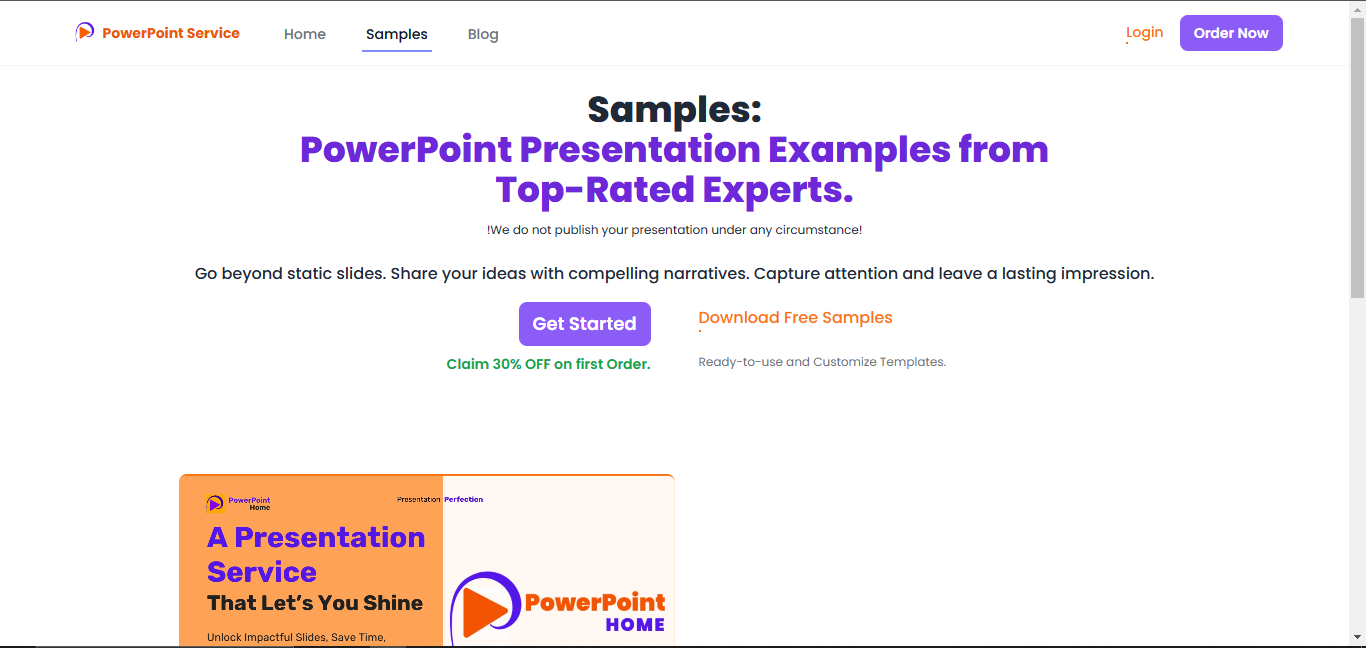 PowerPoint Service
Home
Samples
Blog
Login
Order Now
Samples:
PowerPoint Presentation Examples from
Top-Rated Experts.
!We do not publish your presentation under any circumstance!
Go beyond static slides. Share your ideas with compelling narratives. Capture attention and leave a lasting impression.
Get Started
Download Free Samples
Claim 30% OFF on first Order.
Ready-to-use and Customize Templates.
PowerPoint
Home
Presentation Perfection
A Presentation
Service
That Let's You Shine
Unlock Impactful Slides, Save Time,
PowerPoint
HOME